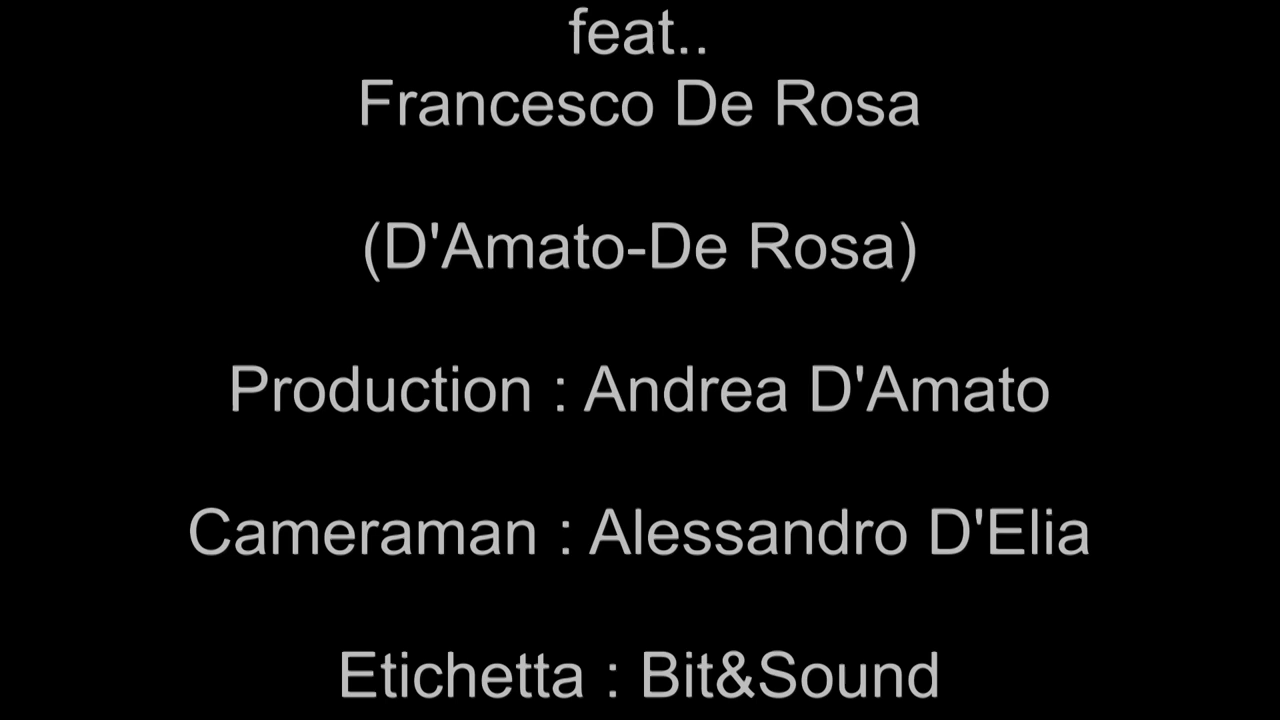 feat..
Francesco De Rosa
(D'Amato-De Rosa)
Production : Andrea D'Amato
Cameraman : Alessandro D'Elia
Etichetta : Bit&Sound